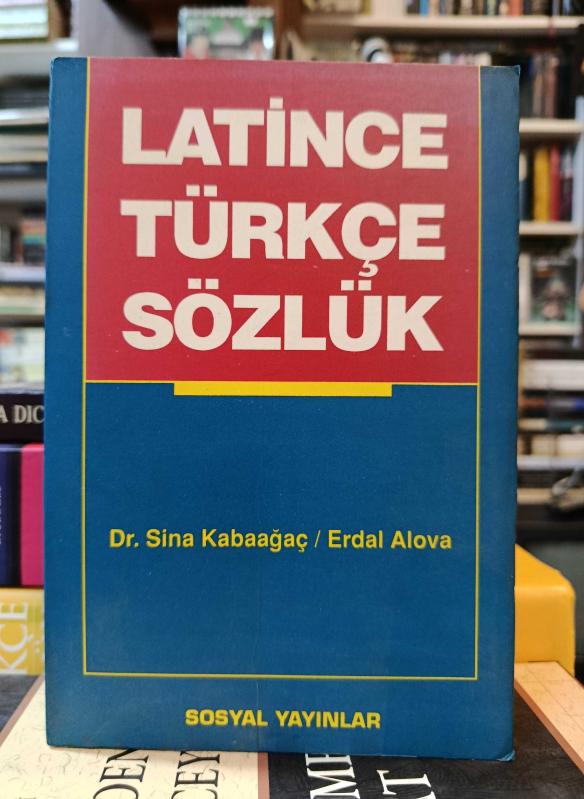 LATİNCE
TÜRKÇE
SÖZLÜK
Dr. Sina Kabaağaç / Erdal Alova
SOSYAL YAYINLAR